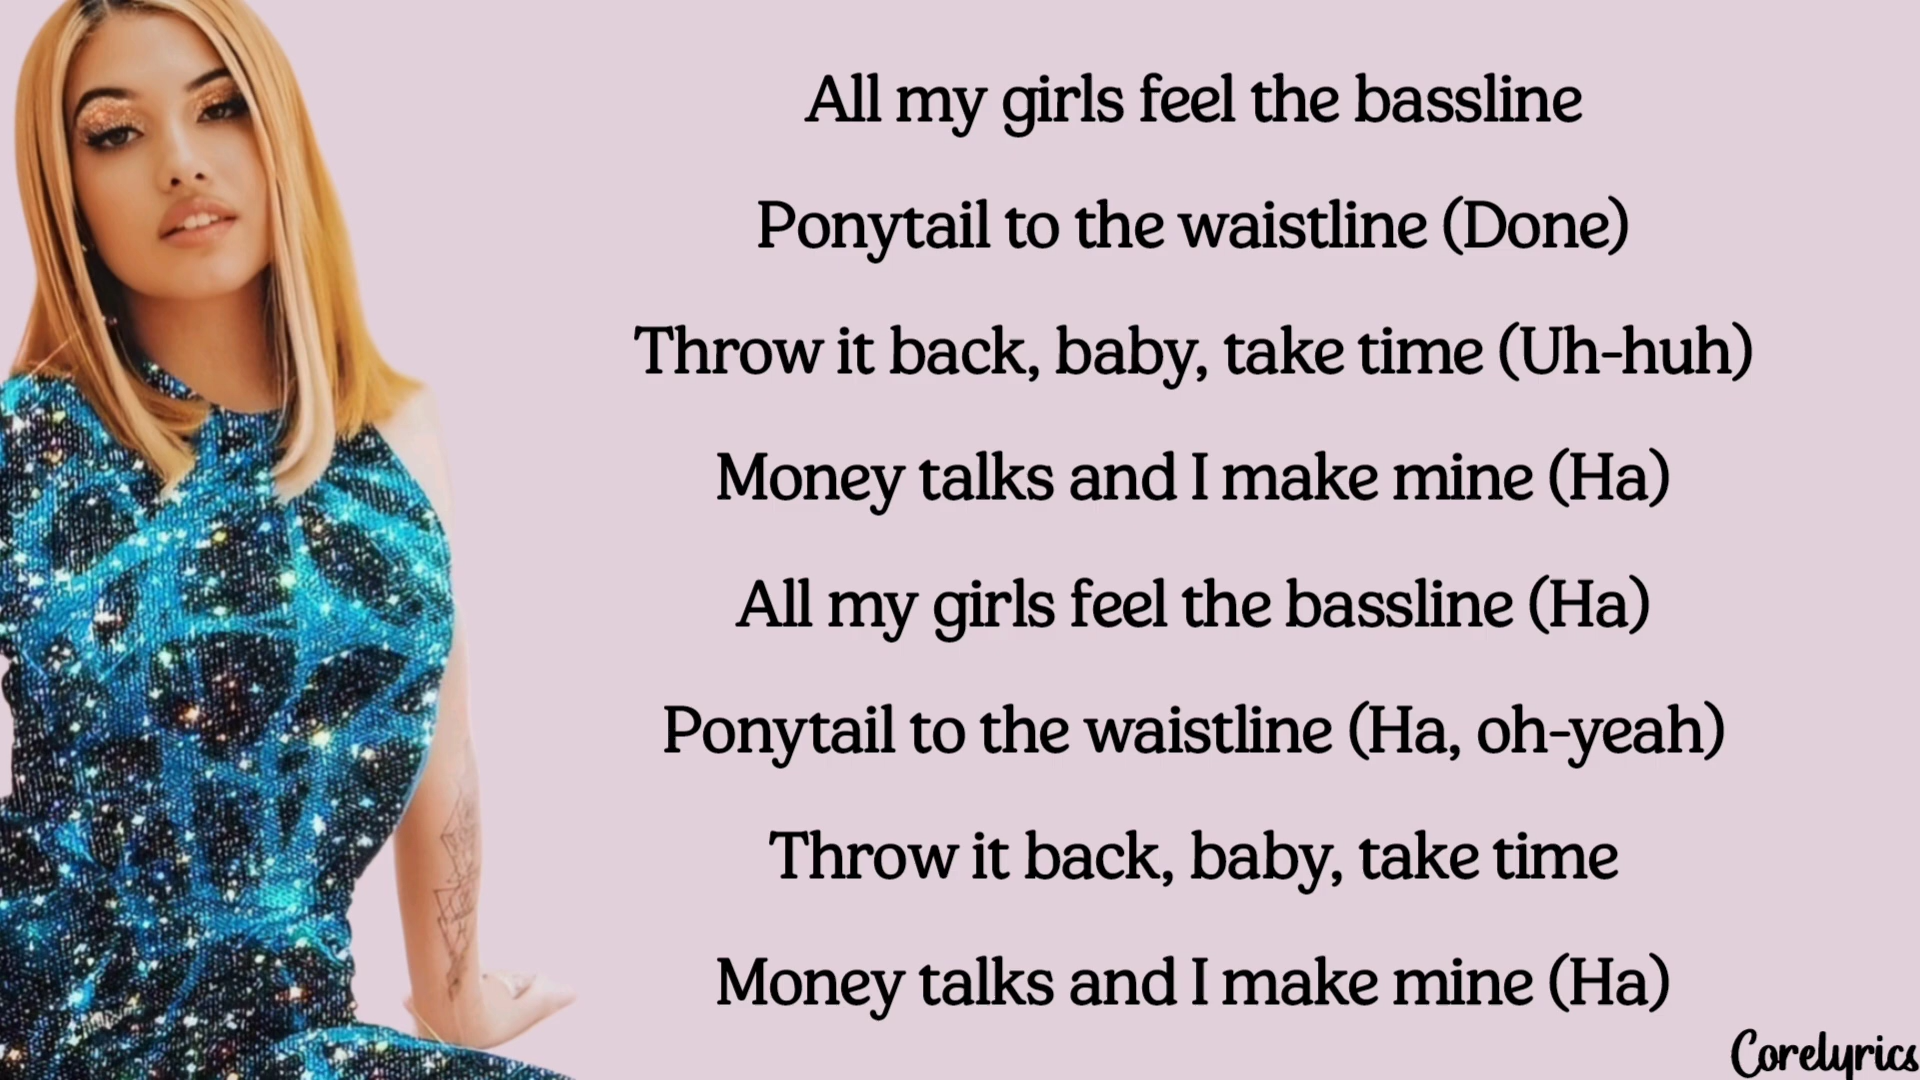 All my girls feel the bassline
Ponytail to the waistline (Done)
Throw it back, baby, take time (Uh-huh)
Money talks and I make mine (Ha)
All my girls feel the bassline (Ha)
Ponytail to the waistline (Ha, oh-yeah)
Throw it back, baby, take time
Money talks and I make mine (Ha)
Corelyrics